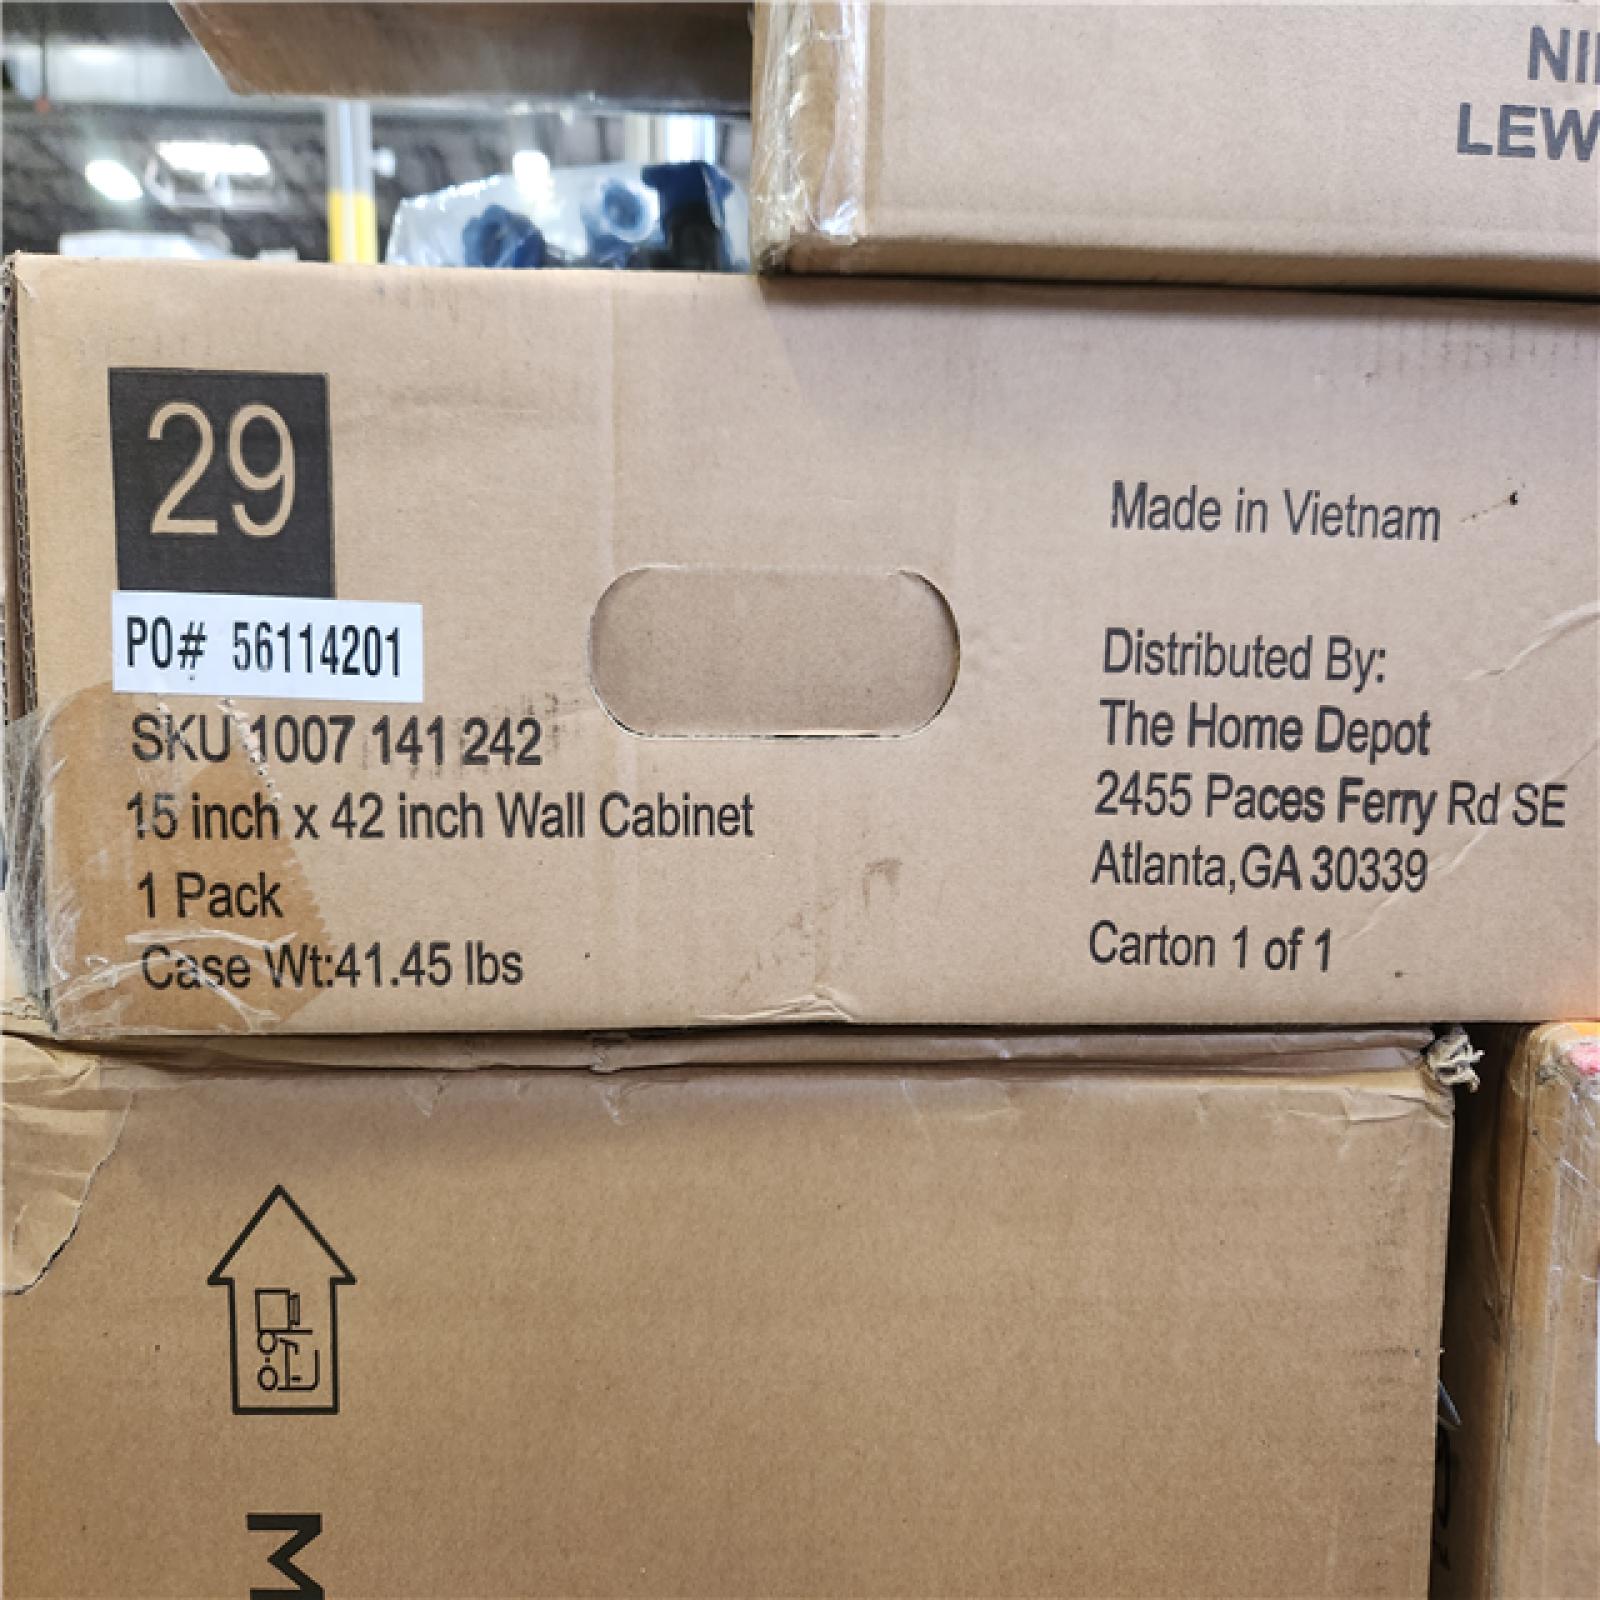 29
PO# 56114201
SKU 1007 141 242
15 inch x 42 inch Wall Cabinet
1 Pack
Case Wt:41.45 lbs
Made in Vietnam
Distributed By:
The Home Depot
2455 Paces Ferry Rd SE
Atlanta,GA 30339
Carton 1 of 1
LEW
M